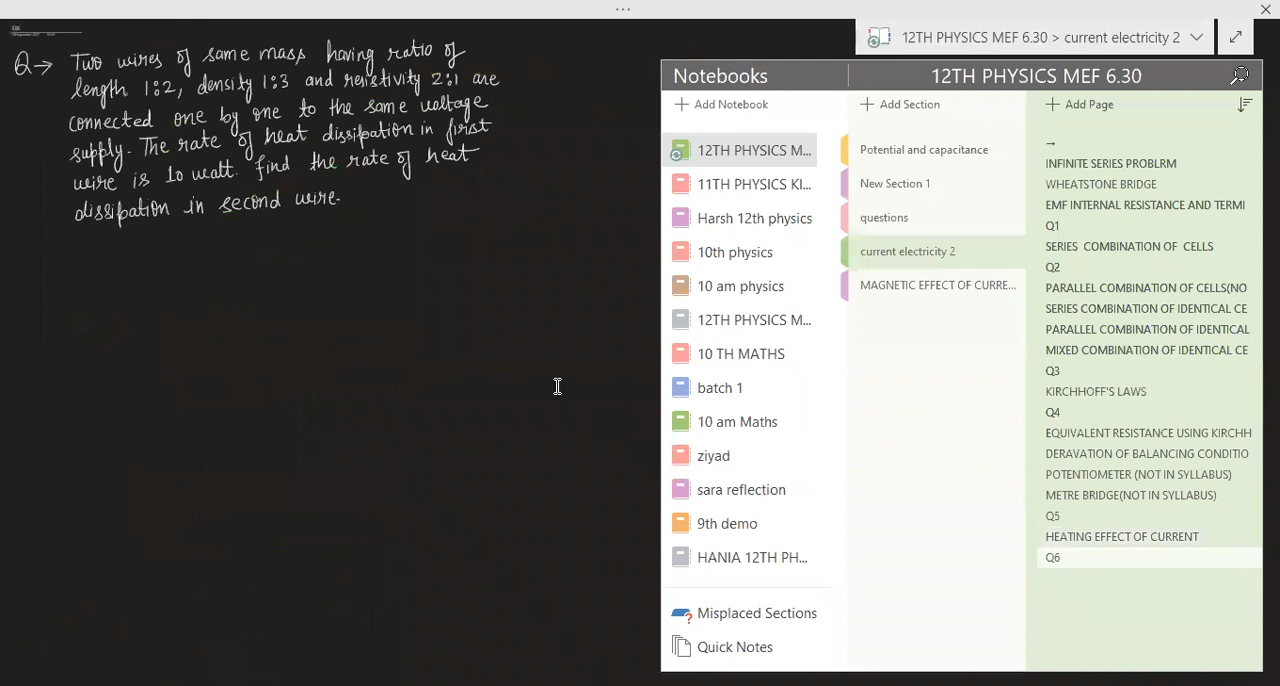 12TH PHYSICS MEF 6.30 > current electricity 2
Q→ Two wires of same mass having ratio of
length 1:2, density 1:3 and resistivity 2:1 are
connected one by one to the same voltage
supply. The rate of heat dissipation in first
wire is 10 watt. find the rate of heat
dissipation in second wire.
Notebooks
12TH PHYSICS MEF 6.30
Add Notebook
Add Section
Add Page
12TH PHYSICS M...
11TH PHYSICS KI...
Harsh 12th physics
10th physics
10 am physics
12TH PHYSICS M...
10 TH MATHS
batch 1
10 am Maths
ziyad
sara reflection
9th demo
HANIA 12TH PH...
Misplaced Sections
Quick Notes
Potential and capacitance
New Section 1
questions
current electricity 2
MAGNETIC EFFECT OF CURRE...
→
INFINITE SERIES PROBLRM
WHEATSTONE BRIDGE
EMF INTERNAL RESISTANCE AND TERMI
Q1
SERIES COMBINATION OF CELLS
Q2
PARALLEL COMBINATION OF CELLS(NO
SERIES COMBINATION OF IDENTICAL CE
PARALLEL COMBINATION OF IDENTICAL
MIXED COMBINATION OF IDENTICAL CE
Q3
KIRCHHOFF'S LAWS
Q4
EQUIVALENT RESISTANCE USING KIRCHH
DERAVATION OF BALANCING CONDITIO
POTENTIOMETER (NOT IN SYLLABUS)
METRE BRIDGE(NOT IN SYLLABUS)
Q5
HEATING EFFECT OF CURRENT
Q6